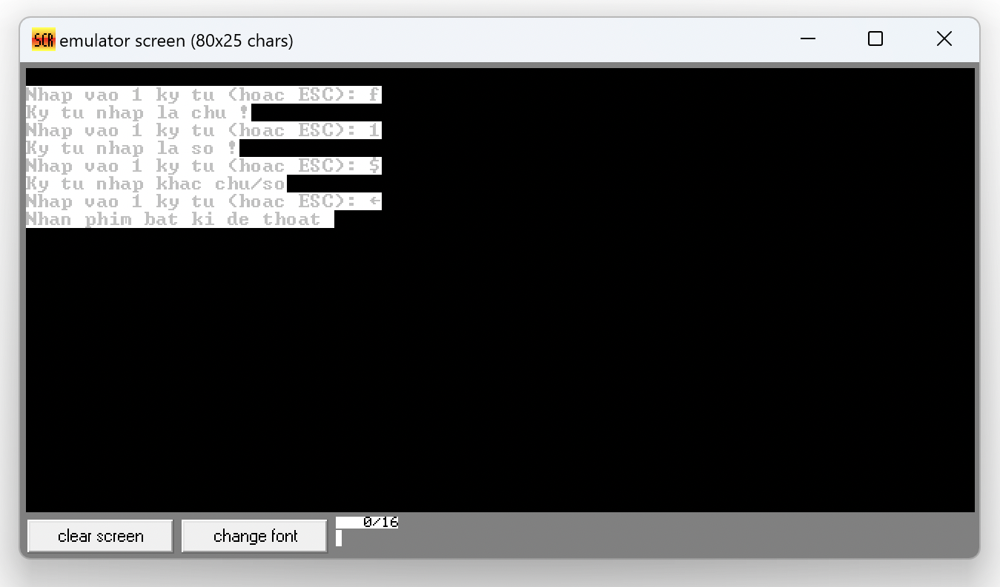 SCR emulator screen (80x25 chars)
Nhap vao 1 ky tu (hoac ESC): f
Ky tu nhap la chu !
Nhap vao 1 ky tu (hoac ESC): 1
Ky tu nhap la so !
Nhap vao 1 ky tu (hoac ESC): $
Ky tu nhap khac chu/so
Nhap vao 1 ky tu (hoac ESC): ←
Nhan phim bat ki de thoat
clear screen change font 0/16